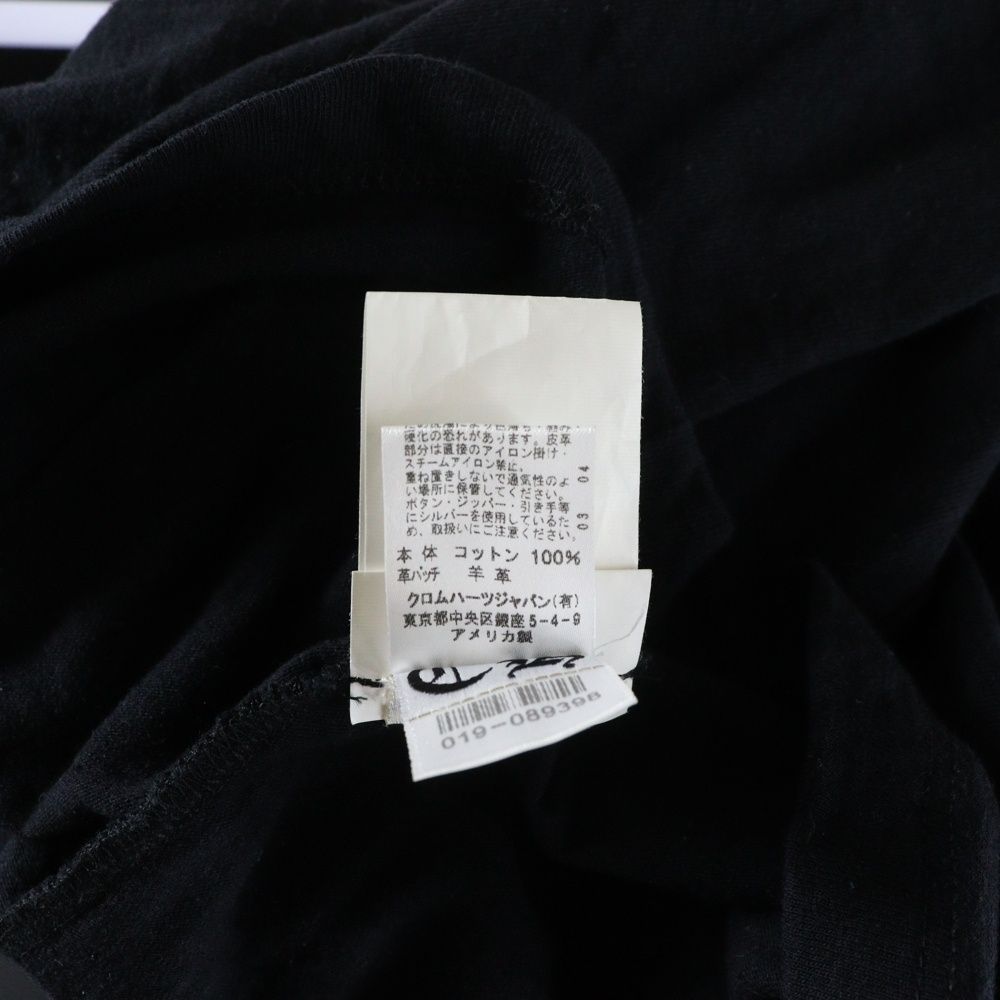 硬化の恐れがあります。皮革
部分は直接のアイロン掛け・
スチームアイロン禁止。
重ね置きしないで通気性のよ
い場所に保管してください。
ボタン・ジッパー・引き手等
にシルバーを使用しているた
め、取扱いにご注意ください。
03 04
本体 コットン 100%
革パッチ 羊革
クロムハーツジャパン(有)
東京都中央区銀座5-4-9
アメリカ製
019-089398